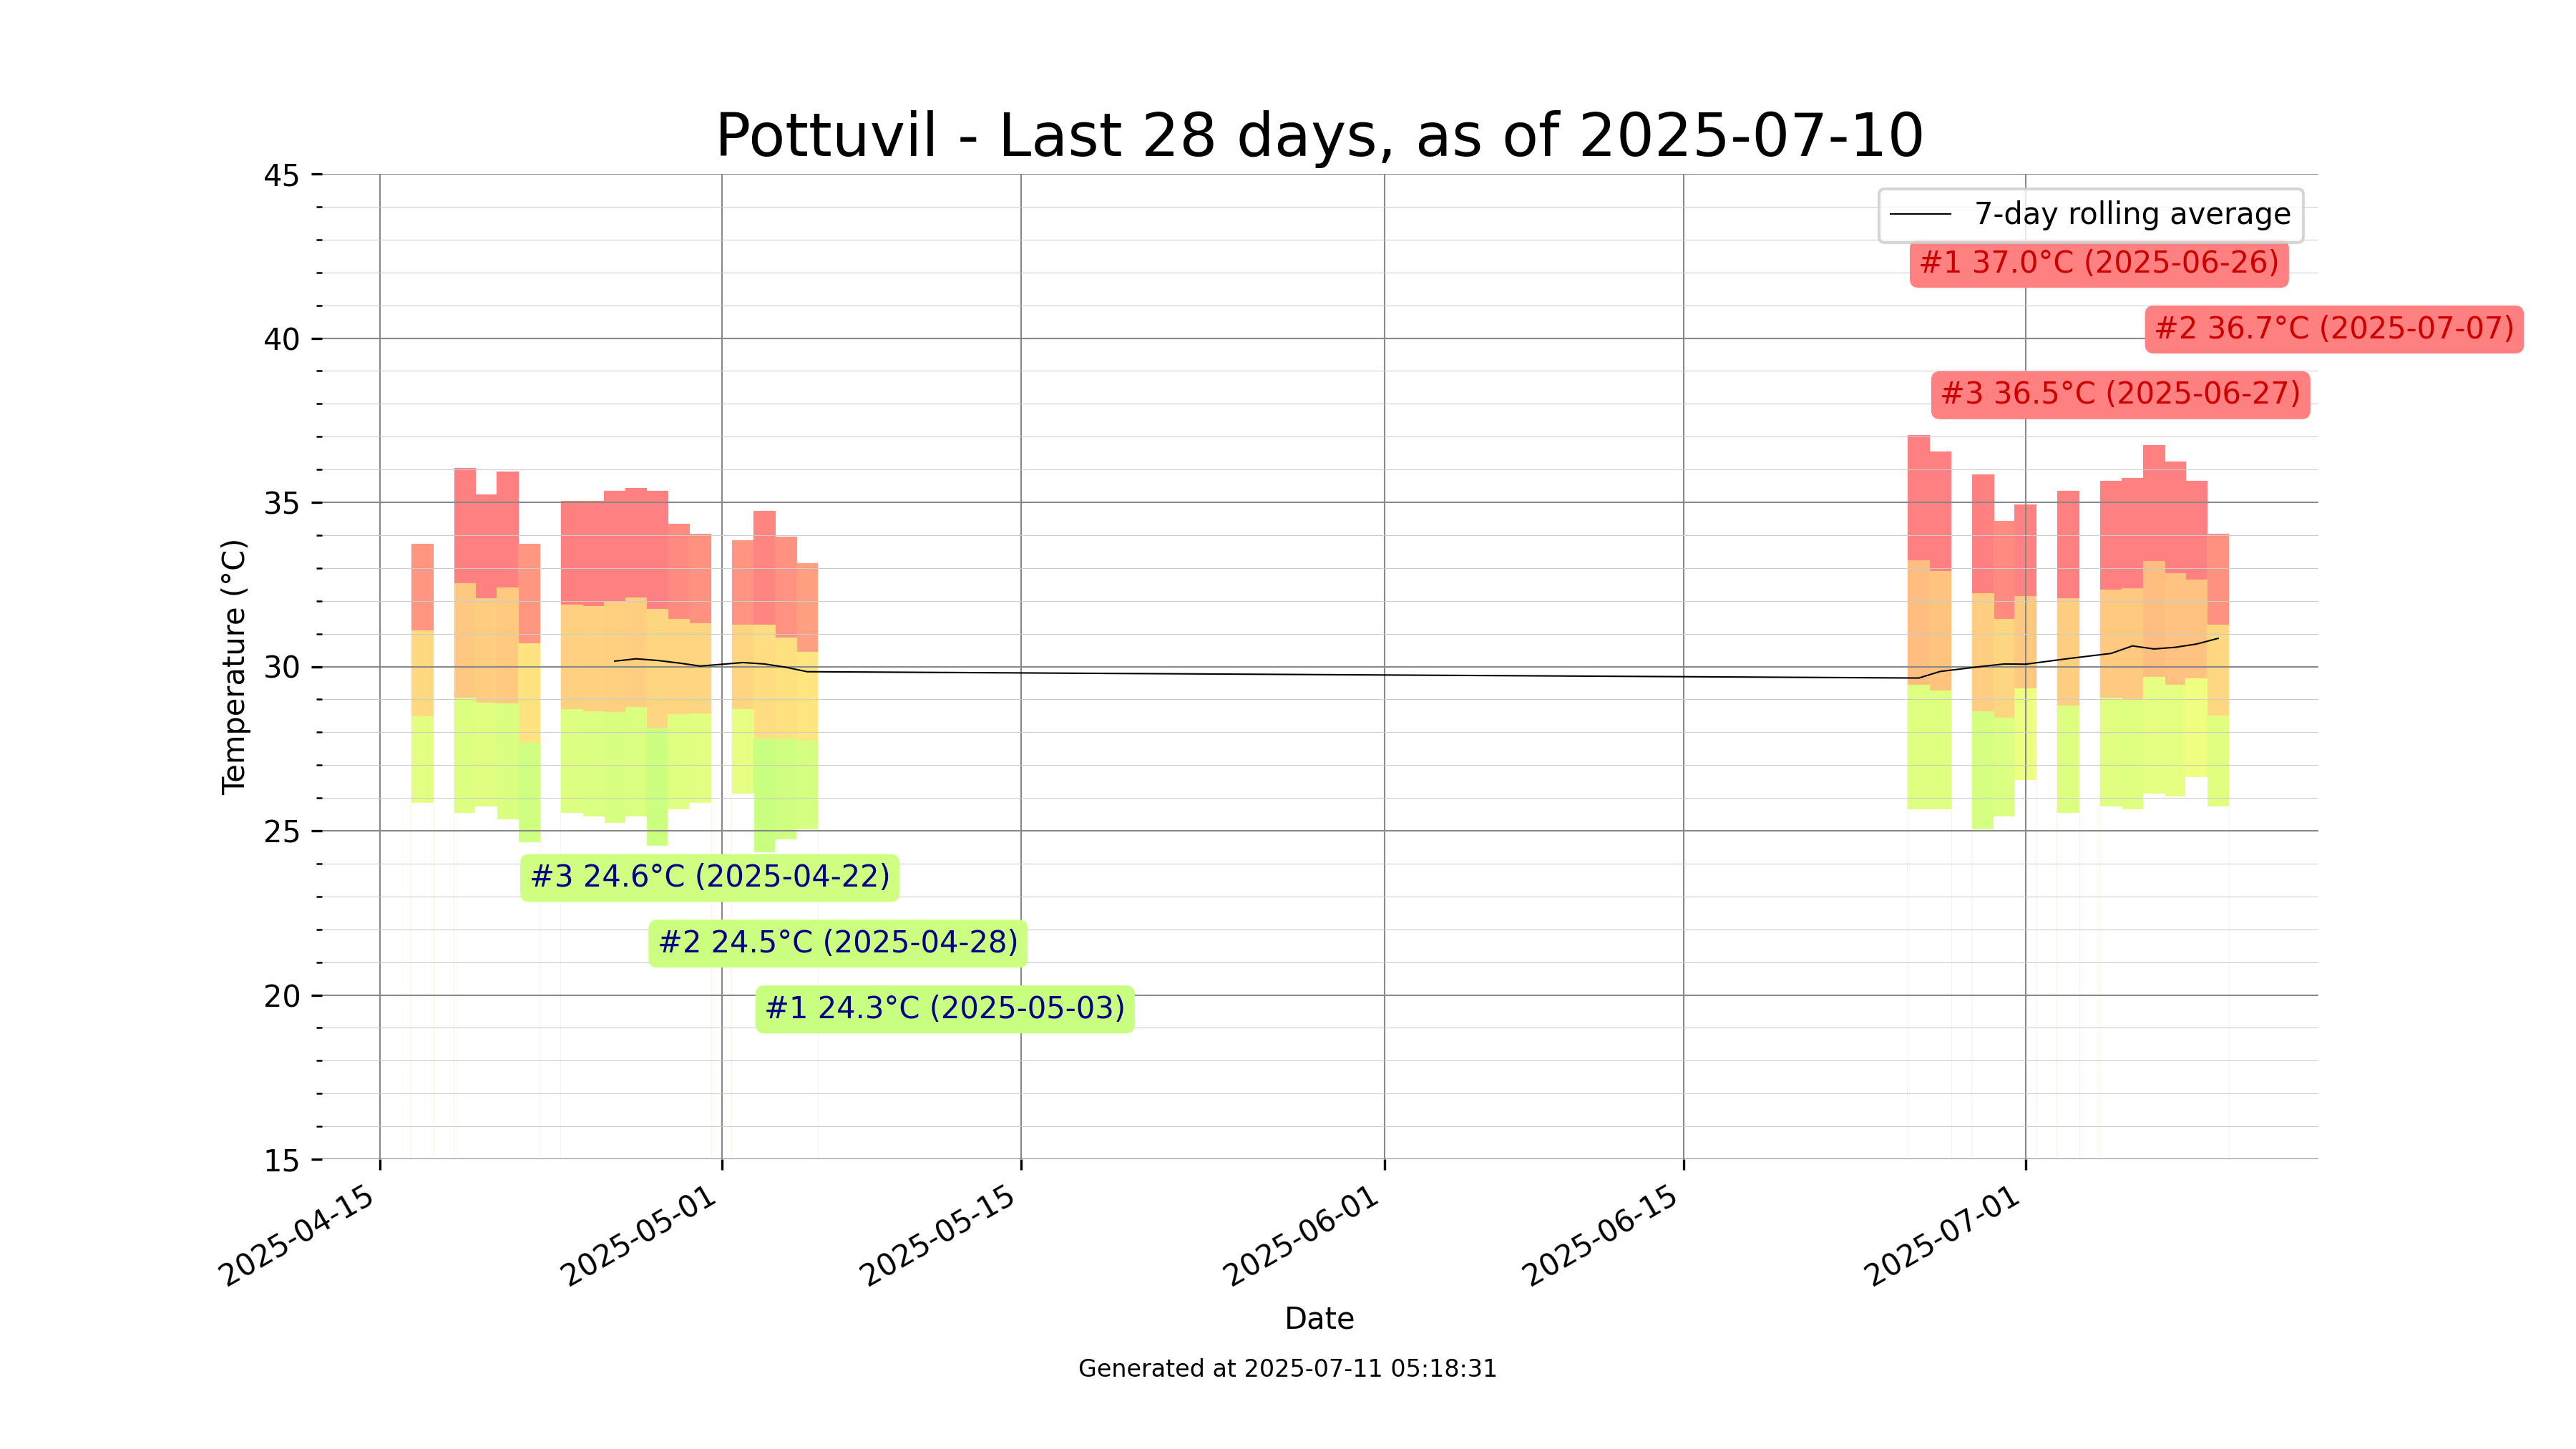 Pottuvil - Last 28 days, as of 2025-07-10
45
40
35
30
25
20
15
Temperature (°C)
7-day rolling average
#1 37.0°C (2025-06-26)
#2 36.7°C (2025-07-07)
#3 36.5°C (2025-06-27)
#3 24.6°C (2025-04-22)
#2 24.5°C (2025-04-28)
#1 24.3°C (2025-05-03)
2025-04-15
2025-05-01
2025-05-15
2025-06-01
2025-06-15
2025-07-01
Date
Generated at 2025-07-11 05:18:31